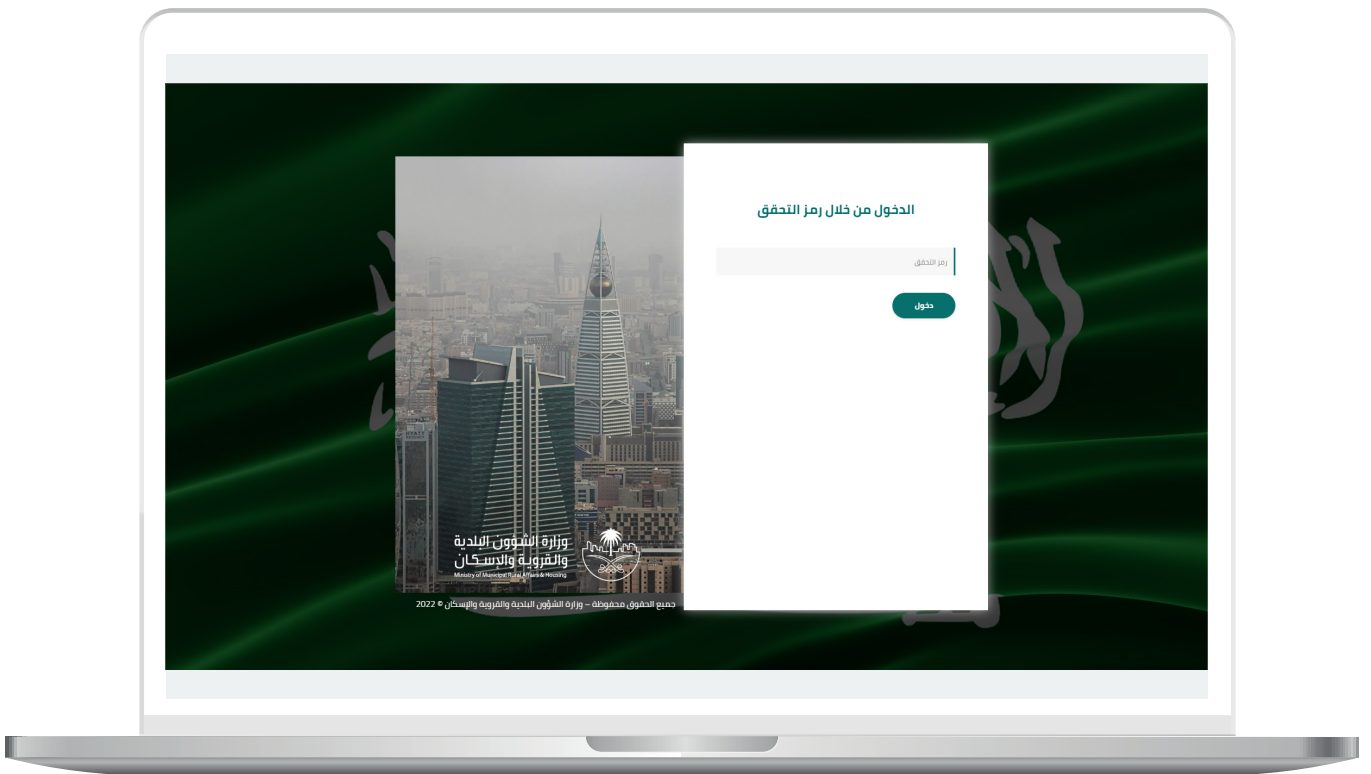 الدخول من خلال رمز التحقق
رمز التحقق
دخول
وزارة الشؤون البلدية
والقروية والإسكان
Ministry of Municipal Rural Affairs & Housing
جميع الحقوق محفوظة – وزارة الشؤون البلدية والقروية والإسكان © 2022